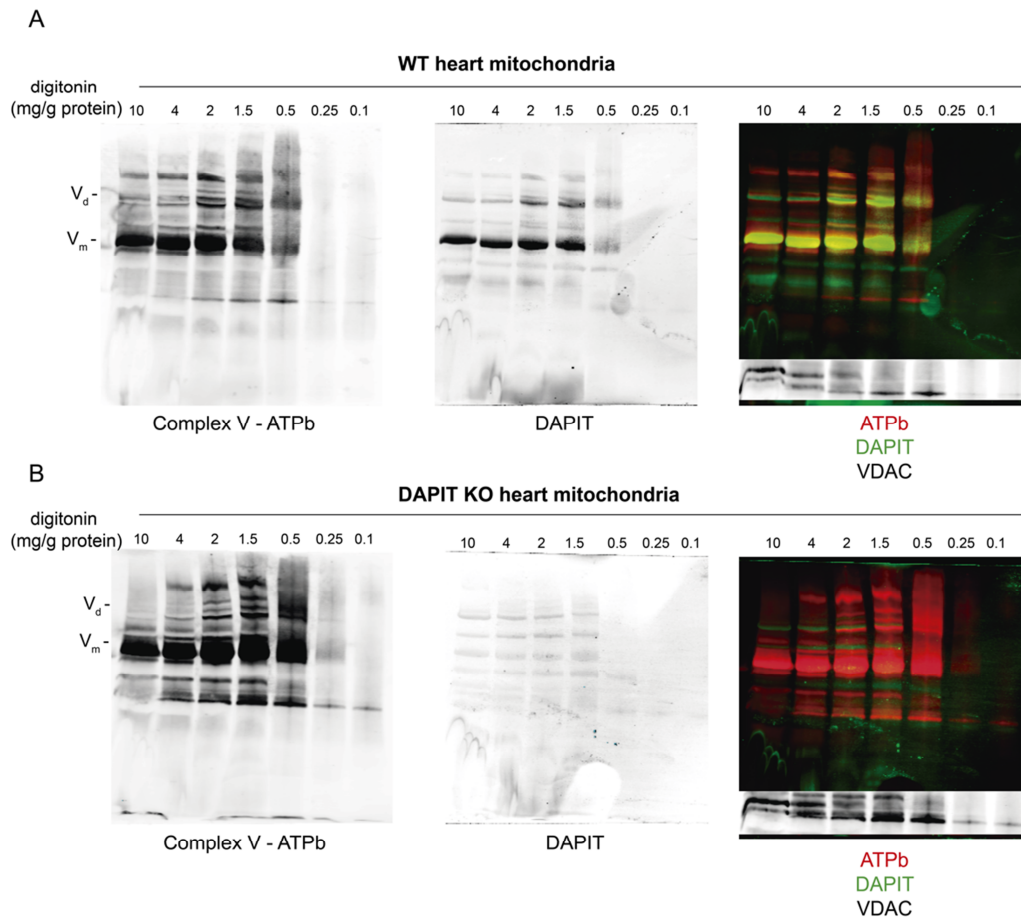 A
WT heart mitochondria
digitonin
(mg/g protein)
10 4 2 1.5 0.5 0.25 0.1
10 4 2 1.5 0.5 0.25 0.1
10 4 2 1.5 0.5 0.25 0.1
Vd -
Vm -
Complex V - ATPb
DAPIT
ATPb
DAPIT
VDAC
B
DAPIT KO heart mitochondria
digitonin
(mg/g protein)
10 4 2 1.5 0.5 0.25 0.1
10 4 2 1.5 0.5 0.25 0.1
10 4 2 1.5 0.5 0.25 0.1
Vd -
Vm -
Complex V - ATPb
DAPIT
ATPb
DAPIT
VDAC